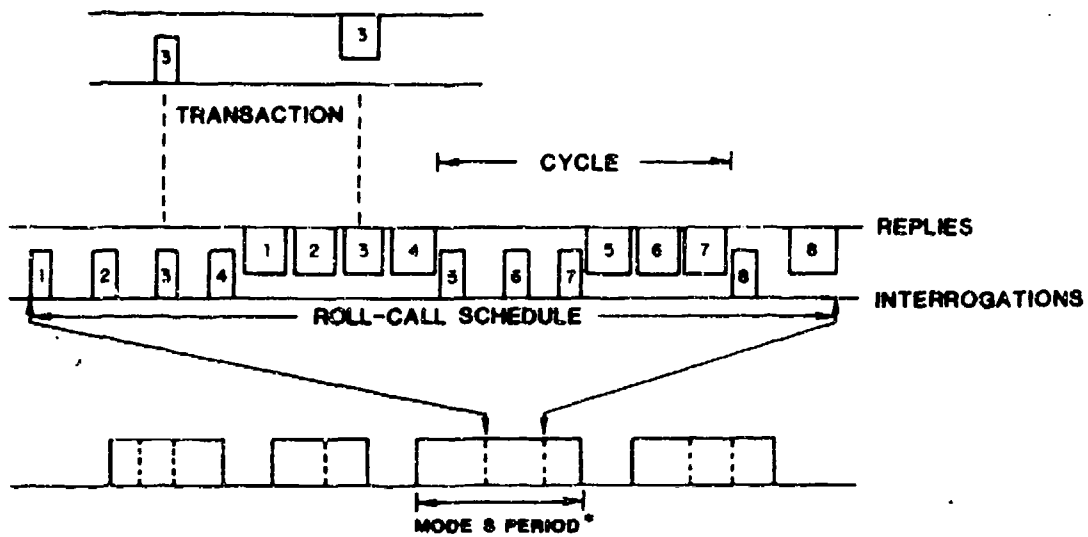 3 3
TRANSACTION
CYCLE
REPLIES
1 2 3 4 5 6 7 8
1 2 3 4 5 6 7 8
INTERROGATIONS
ROLL-CALL SCHEDULE
MODE S PERIOD*